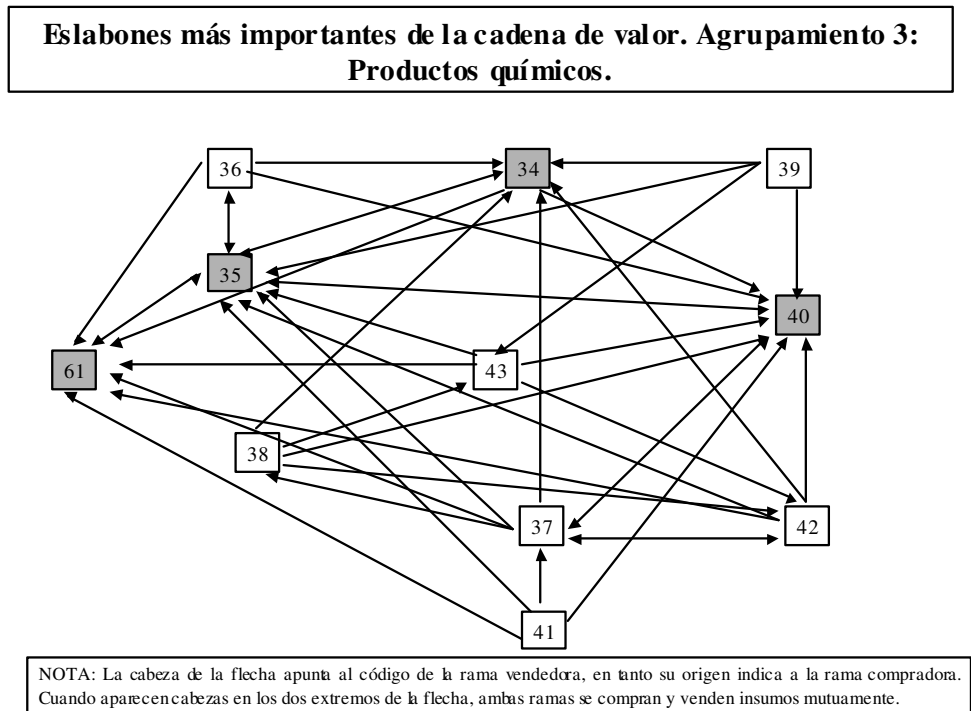 Eslabones más importantes de la cadena de valor. Agrupamiento 3:
Productos químicos.
36
34
39
35
40
61
43
38
37
42
41
NOTA: La cabeza de la flecha apunta al código de la rama vendedora, en tanto su origen indica a la rama compradora.
Cuando aparecen cabezas en los dos extremos de la flecha, ambas ramas se compran y venden insumos mutuamente.